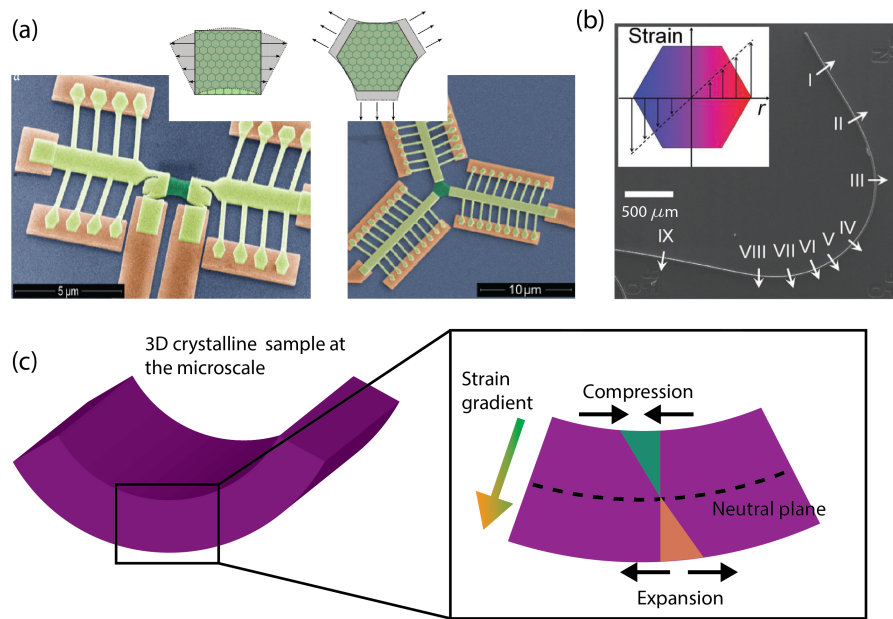 (a)
5 μm
10 μm
(b)
Strain
r
500 μm
I
II
III
IV
V
VI
VII
VIII
IX
(c)
3D crystalline sample at
the microscale
Strain
gradient
Compression
Neutral plane
Expansion